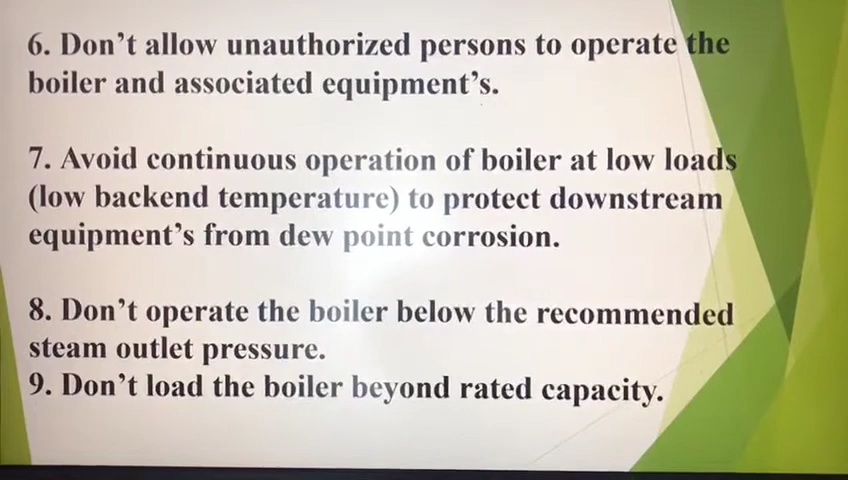 6. Don't allow unauthorized persons to operate the
boiler and associated equipment's.
7. Avoid continuous operation of boiler at low loads
(low backend temperature) to protect downstream
equipment's from dew point corrosion.
8. Don't operate the boiler below the recommended
steam outlet pressure.
9. Don't load the boiler beyond rated capacity.